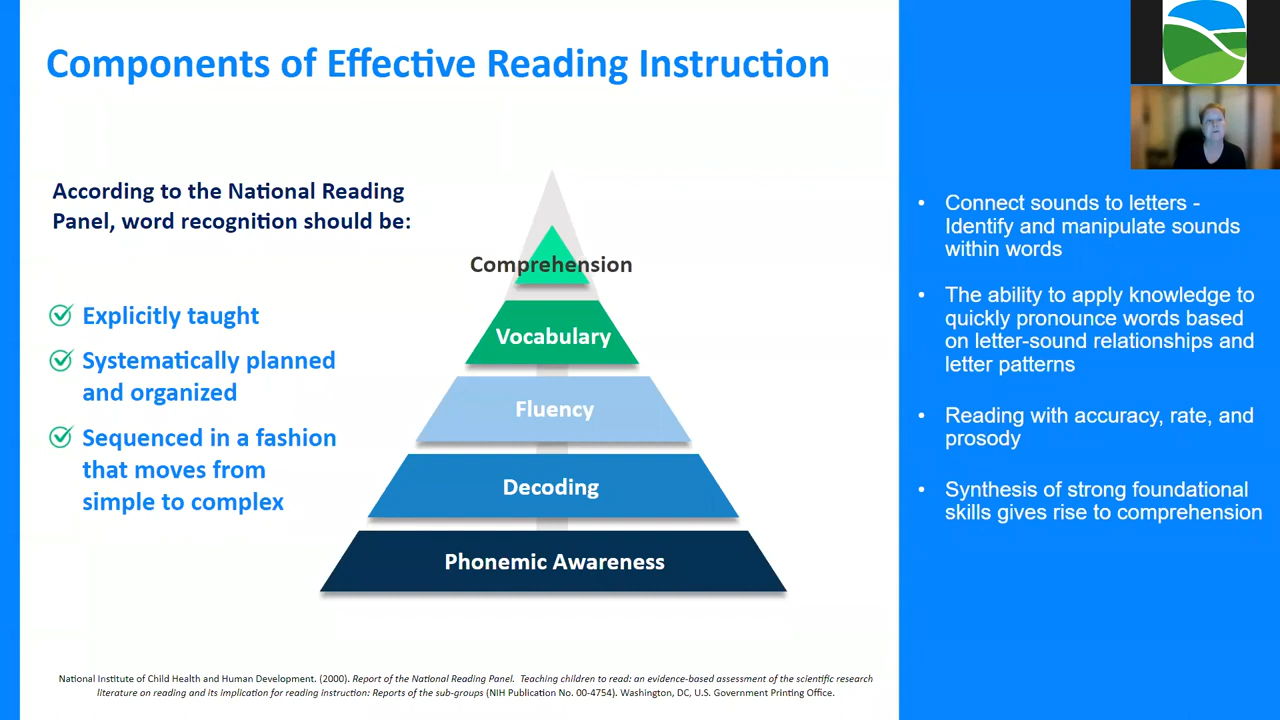 Components of Effective Reading Instruction
According to the National Reading
Panel, word recognition should be:
Explicitly taught
Systematically planned
and organized
Sequenced in a fashion
that moves from
simple to complex
Comprehension
Vocabulary
Fluency
Decoding
Phonemic Awareness
• Connect sounds to letters -
Identify and manipulate sounds
within words
• The ability to apply knowledge to
quickly pronounce words based
on letter-sound relationships and
letter patterns
• Reading with accuracy, rate, and
prosody
• Synthesis of strong foundational
skills gives rise to comprehension
National Institute of Child Health and Human Development. (2000). Report of the National Reading Panel. Teaching children to read: an evidence-based assessment of the scientific research
literature on reading and its implication for reading instruction: Reports of the sub-groups (NIH Publication No. 00-4754). Washington, DC, U.S. Government Printing Office.